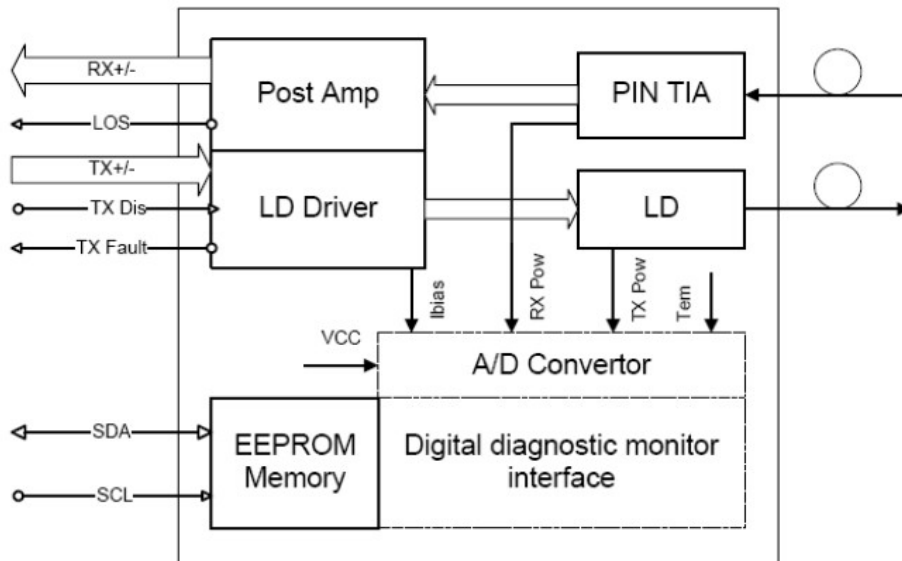 RX+/-
Post Amp
PIN TIA
LOS
TX+/-
TX Dis
LD Driver
LD
TX Fault
Ibias
RX Pow
TX Pow
Tem
VCC
A/D Convertor
SDA
EEPROM
Memory
Digital diagnostic monitor
interface
SCL